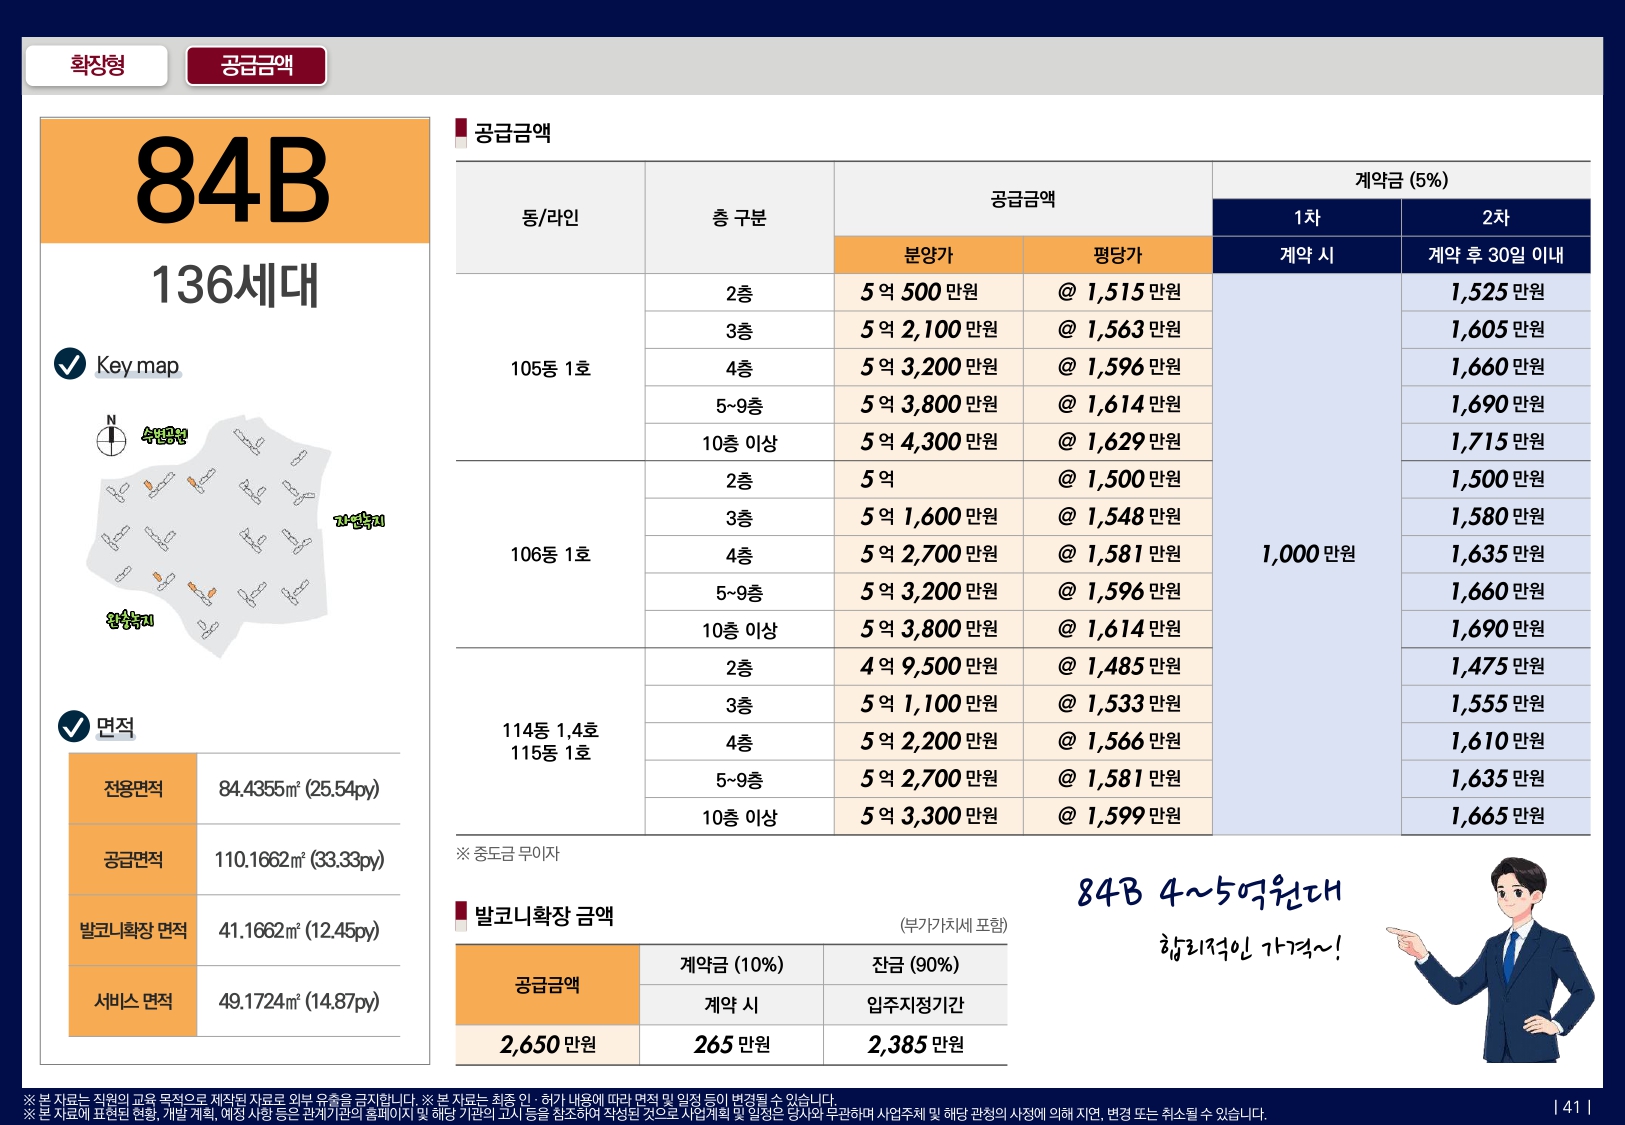 확장형
공급금액
84B
136세대
Key map
N
수변공원
자연녹지
완충녹지
면적
전용면적 84.4355㎡ (25.54py)
공급면적 110.1662㎡ (33.33py)
발코니확장 면적 41.1662㎡ (12.45py)
서비스 면적 49.1724㎡ (14.87py)
공급금액
동/라인 층 구분 공급금액 계약금 (5%)
1차 2차
분양가 평당가 계약 시 계약 후 30일 이내
105동 1호
2층 5억 500만원 @ 1,515만원 1,525만원
3층 5억 2,100만원 @ 1,563만원 1,605만원
4층 5억 3,200만원 @ 1,596만원 1,660만원
5~9층 5억 3,800만원 @ 1,614만원 1,690만원
10층 이상 5억 4,300만원 @ 1,629만원 1,715만원
106동 1호
2층 5억 @ 1,500만원 1,500만원
3층 5억 1,600만원 @ 1,548만원 1,580만원
4층 5억 2,700만원 @ 1,581만원 1,000만원 1,635만원
5~9층 5억 3,200만원 @ 1,596만원 1,660만원
10층 이상 5억 3,800만원 @ 1,614만원 1,690만원
114동 1,4호
115동 1호
2층 4억 9,500만원 @ 1,485만원 1,475만원
3층 5억 1,100만원 @ 1,533만원 1,555만원
4층 5억 2,200만원 @ 1,566만원 1,610만원
5~9층 5억 2,700만원 @ 1,581만원 1,635만원
10층 이상 5억 3,300만원 @ 1,599만원 1,665만원
※ 중도금 무이자
발코니확장 금액 (부가가치세 포함)
공급금액 계약금 (10%) 잔금 (90%)
계약 시 입주지정기간
2,650만원 265만원 2,385만원
84B 4~5억원대
합리적인 가격~!
※ 본 자료는 직원의 교육 목적으로 제작된 자료로 외부 유출을 금지합니다. ※ 본 자료는 최종 인·허가 내용에 따라 면적 및 일정 등이 변경될 수 있습니다.
※ 본 자료에 표현된 현황, 개발 계획, 예정 사항 등은 관계기관의 홈페이지 및 해당 기관의 고시 등을 참조하여 작성된 것으로 사업계획 및 일정은 당사와 무관하며 사업주체 및 해당 관청의 사정에 의해 지연, 변경 또는 취소될 수 있습니다.
| 41 |